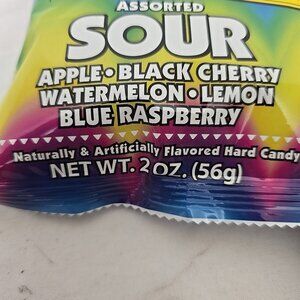 ASSORTED
SOUR
APPLE • BLACK CHERRY
WATERMELON • LEMON
BLUE RASPBERRY
Naturally & Artificially Flavored Hard Candy
NET WT. 2 OZ. (56g)